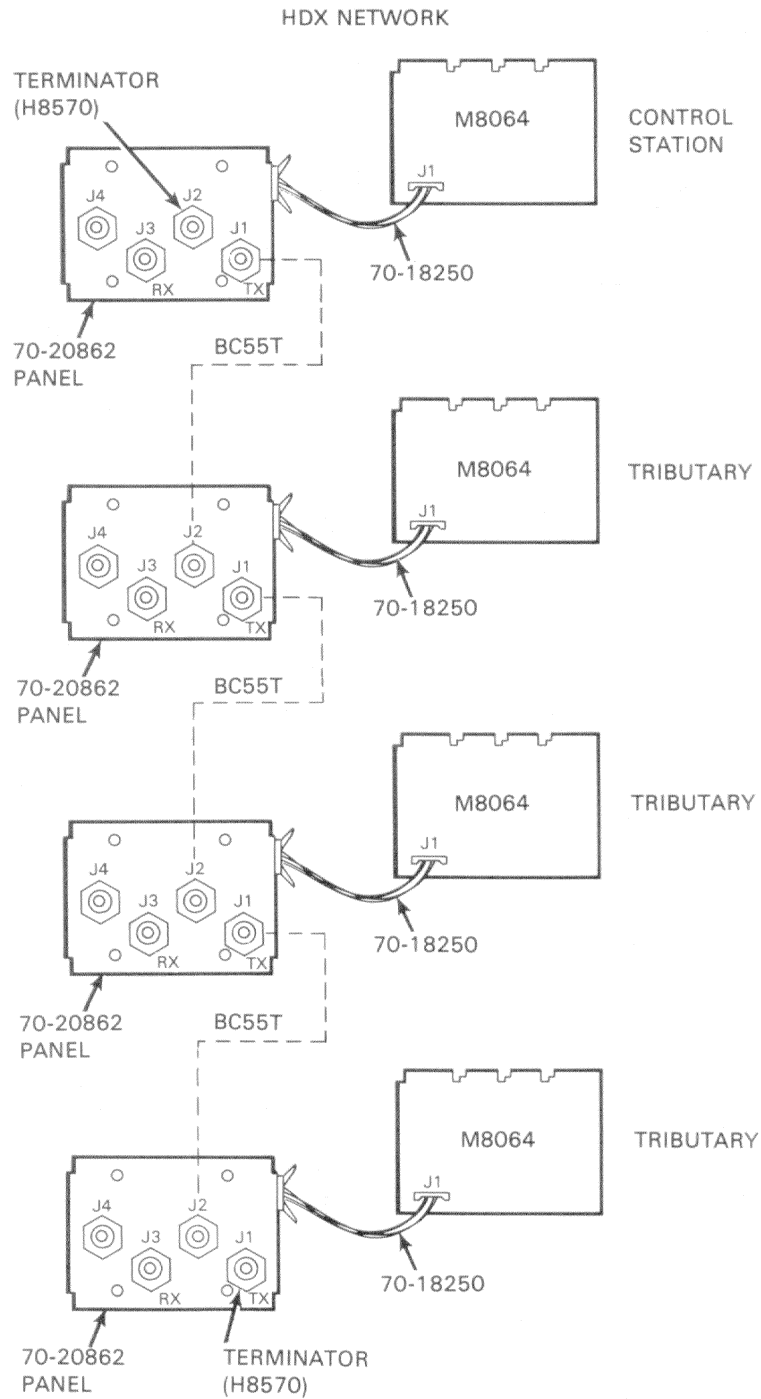 HDX NETWORK
TERMINATOR
(H8570)
M8064
CONTROL
STATION
J1
J4
J2
J3
J1
RX
TX
70-18250
70-20862
PANEL
BC55T
M8064
TRIBUTARY
J1
J4
J2
J3
J1
RX
TX
70-18250
70-20862
PANEL
BC55T
M8064
TRIBUTARY
J1
J4
J2
J3
J1
RX
TX
70-18250
70-20862
PANEL
BC55T
M8064
TRIBUTARY
J1
J4
J2
J3
J1
RX
TX
70-18250
70-20862
PANEL
TERMINATOR
(H8570)